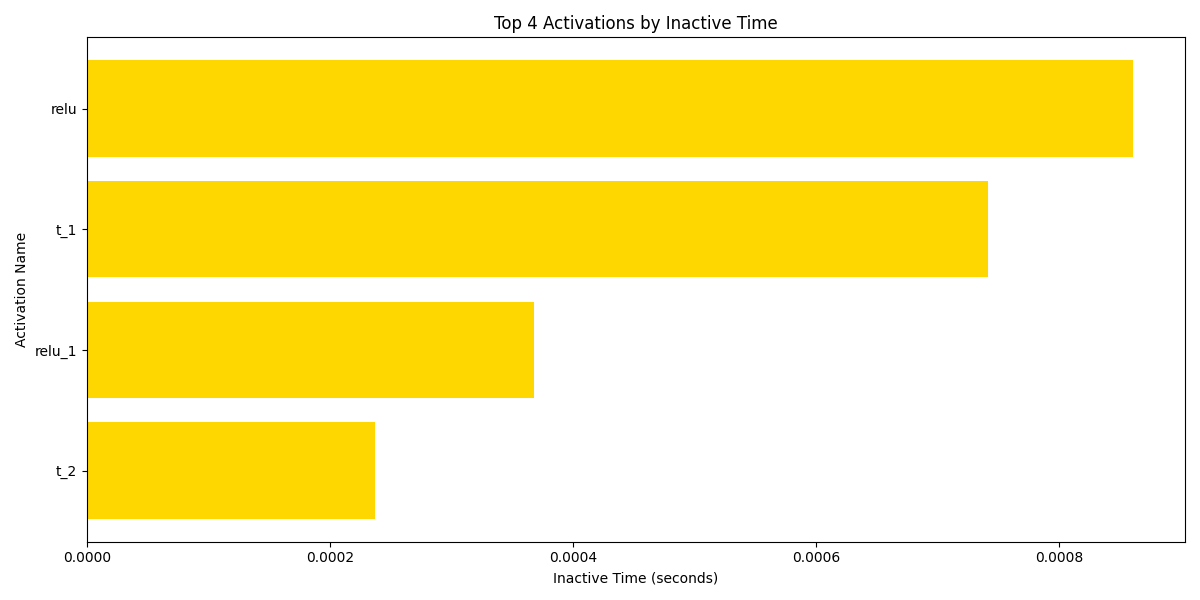 Top 4 Activations by Inactive Time
Activation Name
relu
t_1
relu_1
t_2
0.0000 0.0002 0.0004 0.0006 0.0008
Inactive Time (seconds)